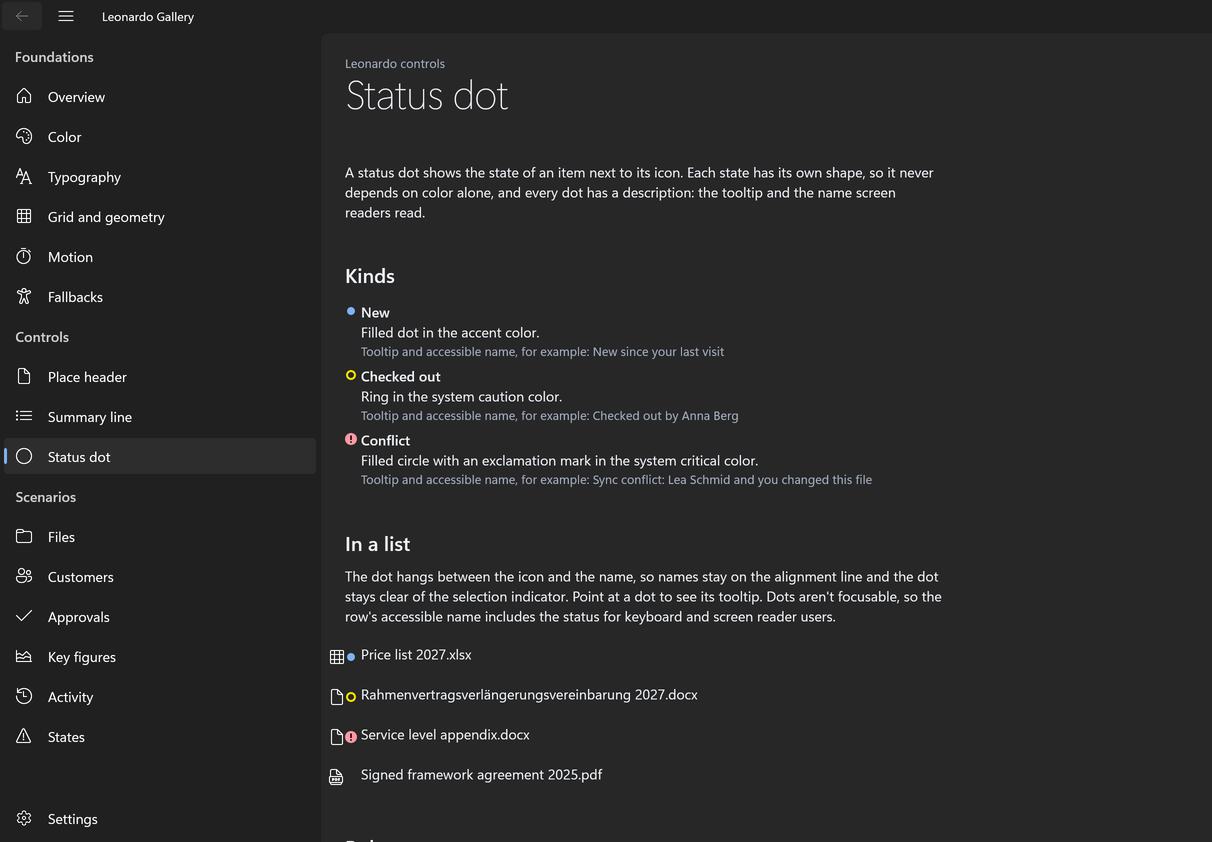 Leonardo Gallery
Foundations
Overview
Color
Typography
Grid and geometry
Motion
Fallbacks
Controls
Place header
Summary line
Status dot
Scenarios
Files
Customers
Approvals
Key figures
Activity
States
Settings
Leonardo controls
Status dot
A status dot shows the state of an item next to its icon. Each state has its own shape, so it never
depends on color alone, and every dot has a description: the tooltip and the name screen
readers read.
Kinds
New
Filled dot in the accent color.
Tooltip and accessible name, for example: New since your last visit
Checked out
Ring in the system caution color.
Tooltip and accessible name, for example: Checked out by Anna Berg
Conflict
Filled circle with an exclamation mark in the system critical color.
Tooltip and accessible name, for example: Sync conflict: Lea Schmid and you changed this file
In a list
The dot hangs between the icon and the name, so names stay on the alignment line and the dot
stays clear of the selection indicator. Point at a dot to see its tooltip. Dots aren't focusable, so the
row's accessible name includes the status for keyboard and screen reader users.
Price list 2027.xlsx
Rahmenvertragsverlängerungsvereinbarung 2027.docx
Service level appendix.docx
Signed framework agreement 2025.pdf